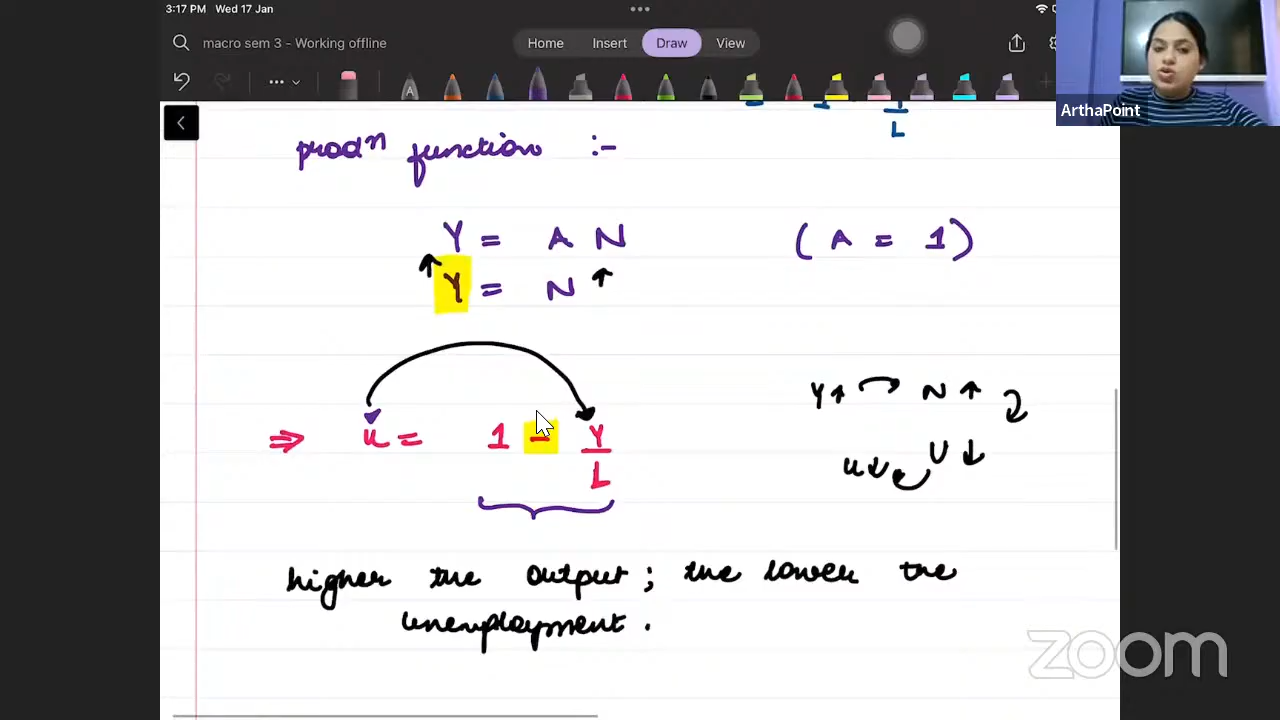 3:17 PM Wed 17 Jan
macro sem 3 - Working offline
Home Insert Draw View
ArthaPoint
L
prodⁿ function :-
Y = A N (A = 1)
↑ Y = N ↑
Y↑ N ↑
⇒ u = 1 - Y/L
u↓ U ↓
higher the output ; the lower the
unemployment .
zoom